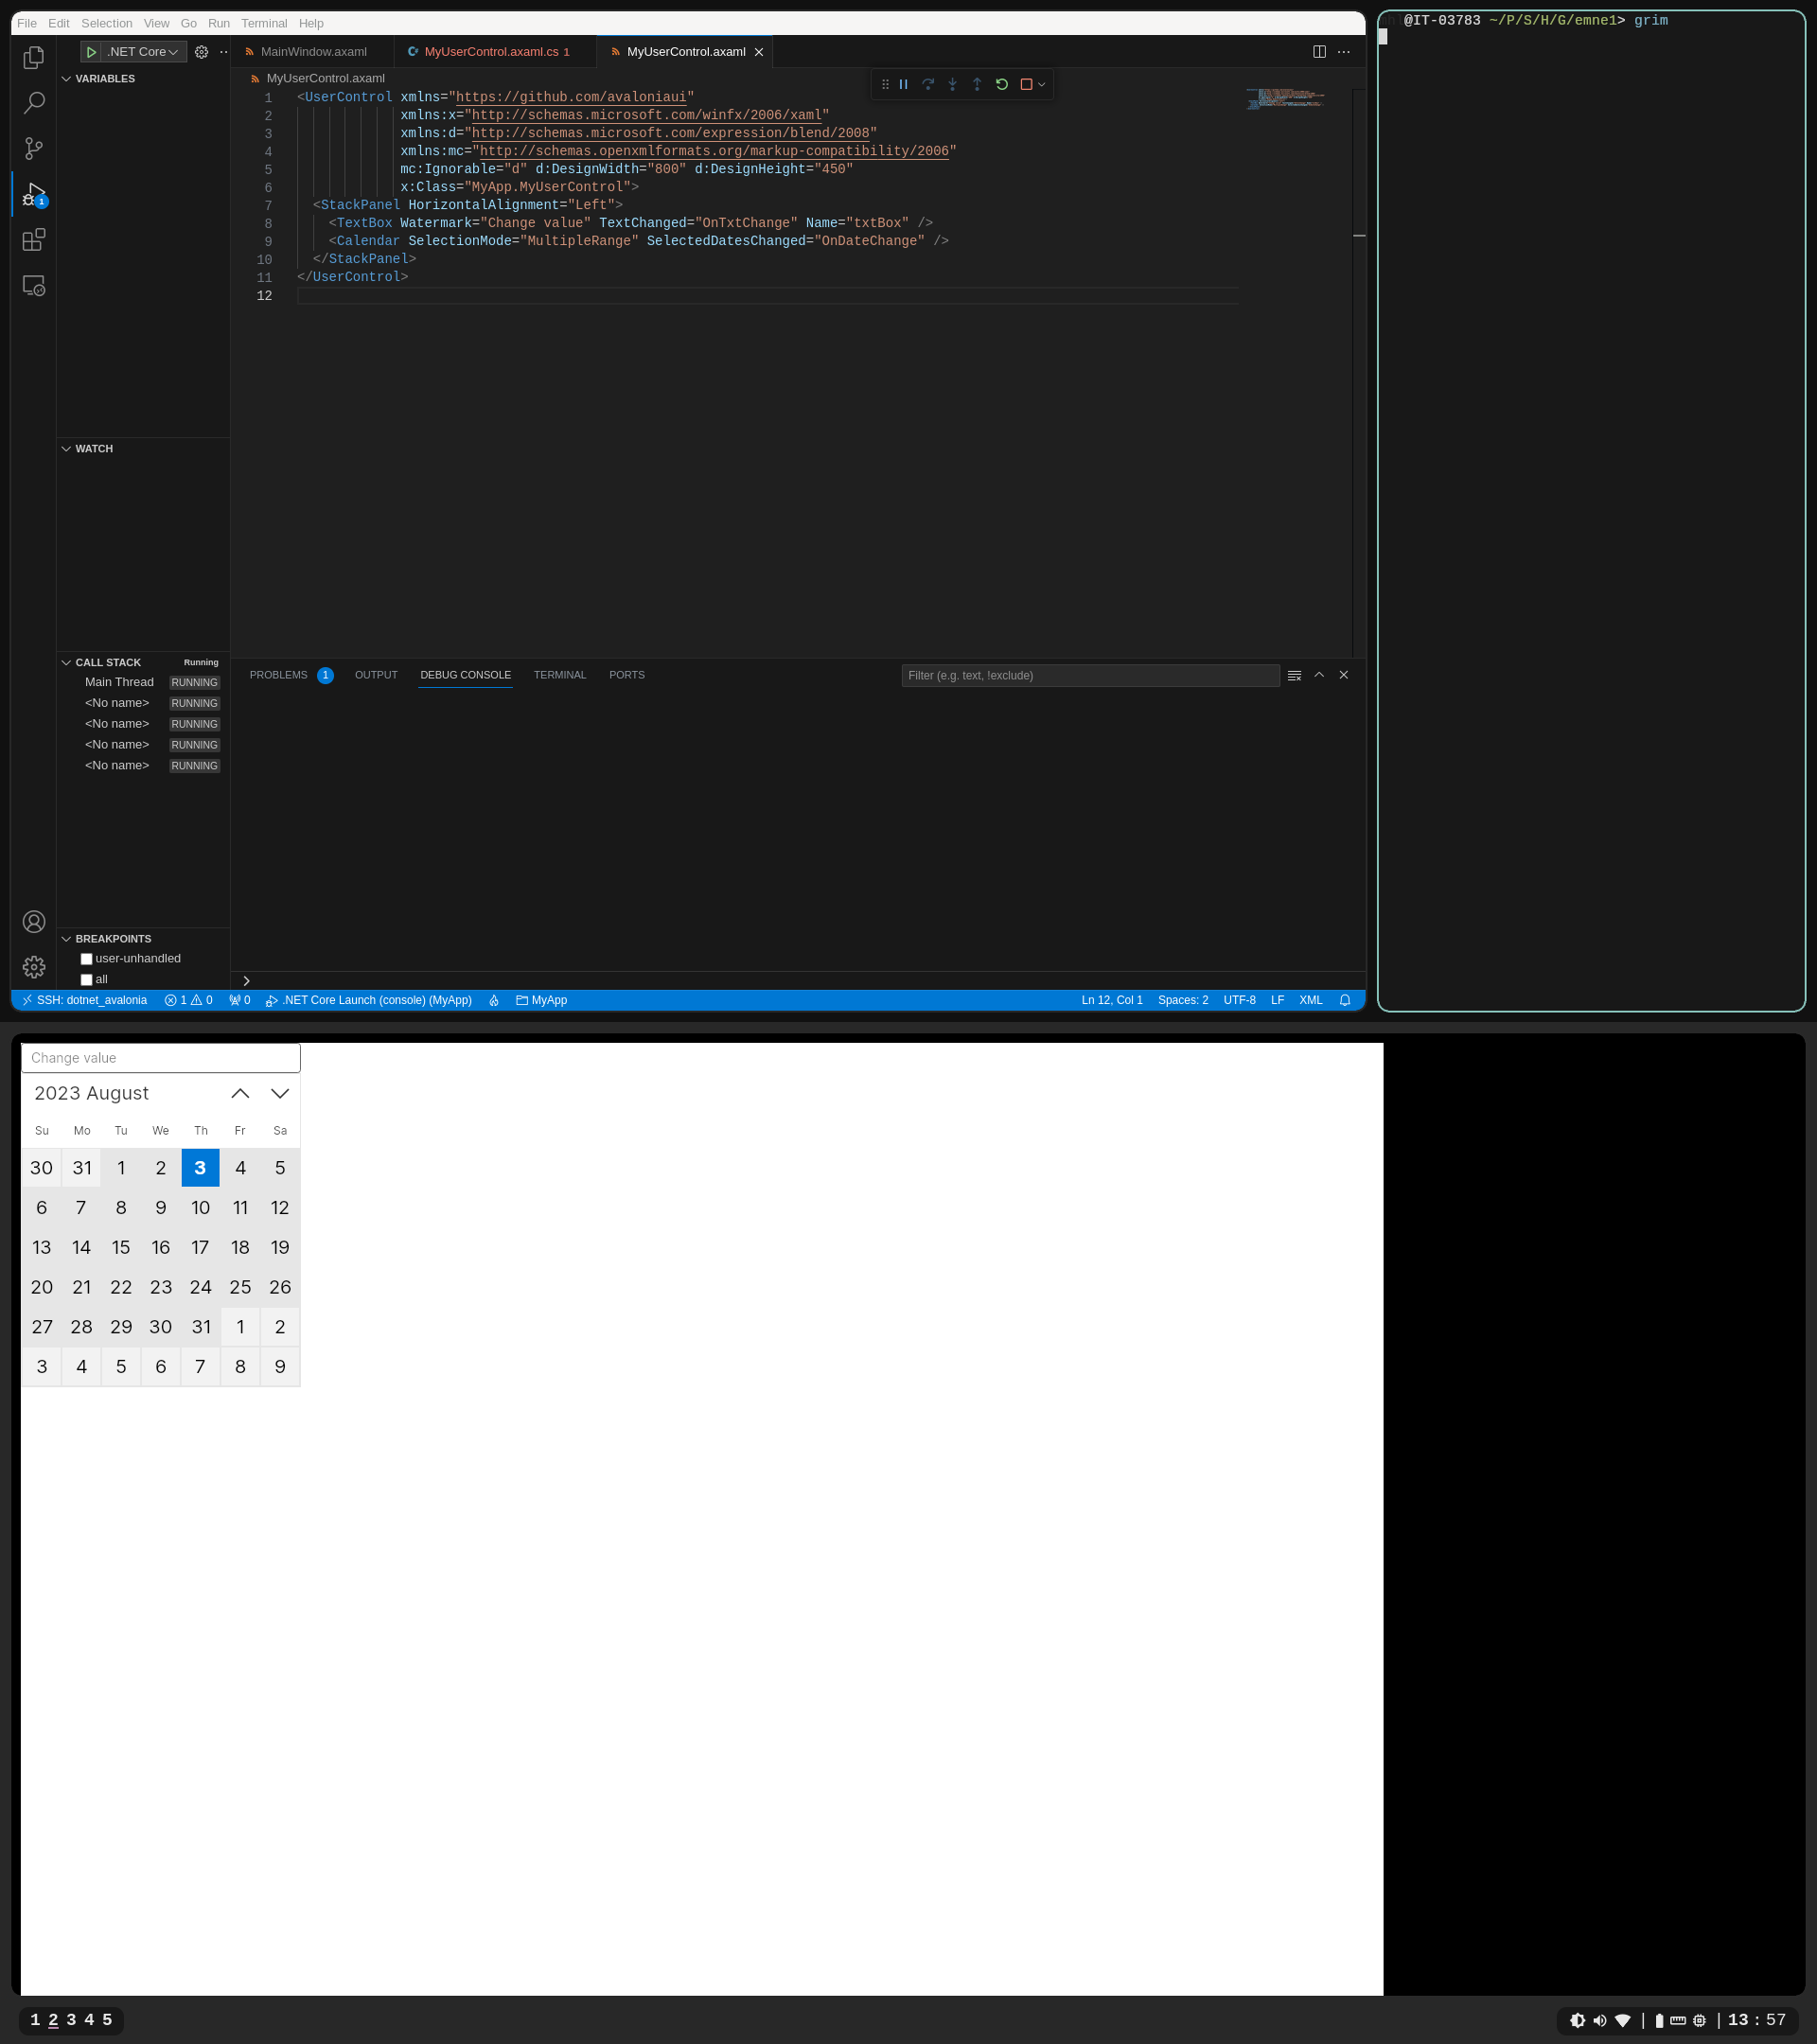 File Edit Selection View Go Run Terminal Help
.NET Core
MainWindow.axaml
MyUserControl.axaml.cs 1
MyUserControl.axaml
VARIABLES
MyUserControl.axaml
1 <UserControl xmlns="https://github.com/avaloniaui"
2 xmlns:x="http://schemas.microsoft.com/winfx/2006/xaml"
3 xmlns:d="http://schemas.microsoft.com/expression/blend/2008"
4 xmlns:mc="http://schemas.openxmlformats.org/markup-compatibility/2006"
5 mc:Ignorable="d" d:DesignWidth="800" d:DesignHeight="450"
6 x:Class="MyApp.MyUserControl">
7 <StackPanel HorizontalAlignment="Left">
8 <TextBox Watermark="Change value" TextChanged="OnTxtChange" Name="txtBox" />
9 <Calendar SelectionMode="MultipleRange" SelectedDatesChanged="OnDateChange" />
10 </StackPanel>
11 </UserControl>
12
WATCH
CALL STACK Running
Main Thread RUNNING
<No name> RUNNING
<No name> RUNNING
<No name> RUNNING
<No name> RUNNING
BREAKPOINTS
user-unhandled
all
1
PROBLEMS 1 OUTPUT DEBUG CONSOLE TERMINAL PORTS
Filter (e.g. text, !exclude)
SSH: dotnet_avalonia 1 0 0 .NET Core Launch (console) (MyApp) MyApp
Ln 12, Col 1 Spaces: 2 UTF-8 LF XML
@IT-03783 ~/P/S/H/G/emne1> grim
Change value
2023 August
Su Mo Tu We Th Fr Sa
30 31 1 2 3 4 5
6 7 8 9 10 11 12
13 14 15 16 17 18 19
20 21 22 23 24 25 26
27 28 29 30 31 1 2
3 4 5 6 7 8 9
1 2 3 4 5
| | 13:57